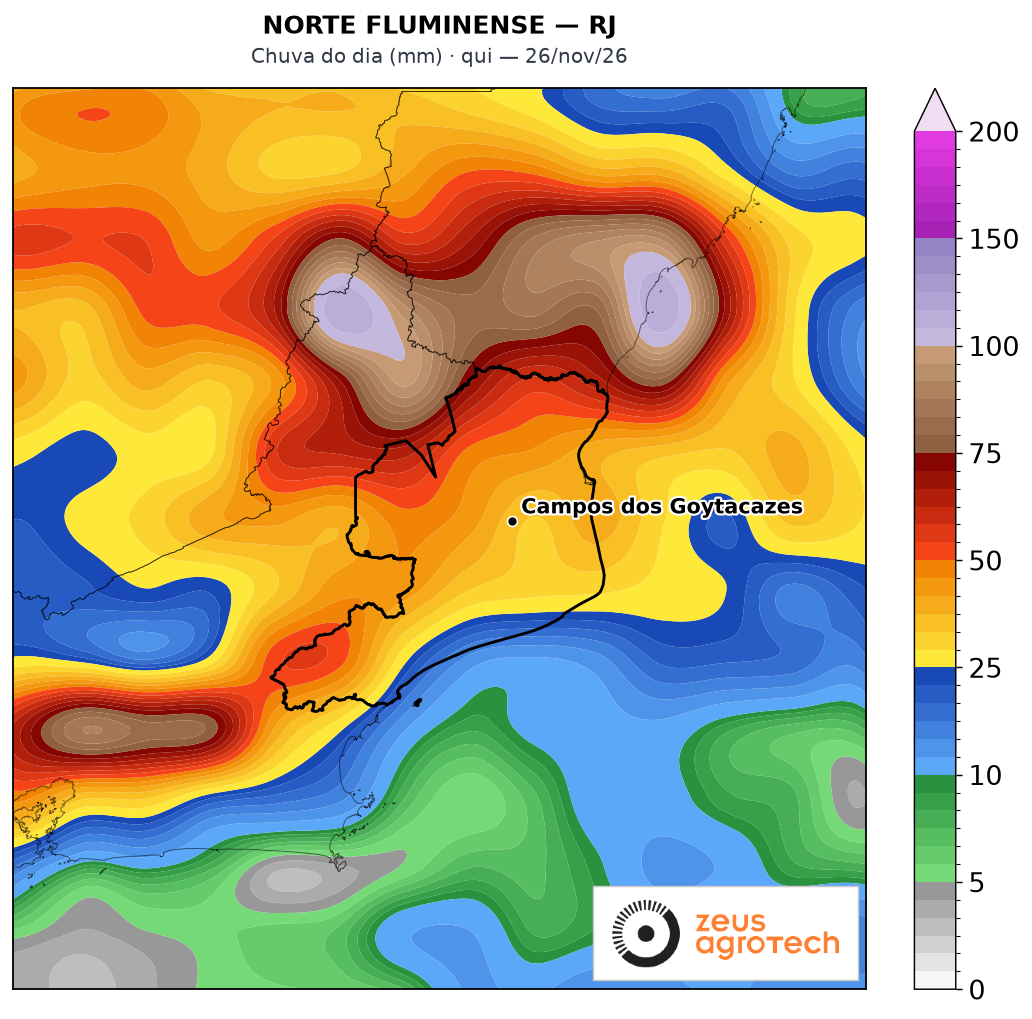 NORTE FLUMINENSE — RJ
Chuva do dia (mm) · qui — 26/nov/26
200
150
100
75
50
25
10
5
0
Campos dos Goytacazes
zeus
agrotech